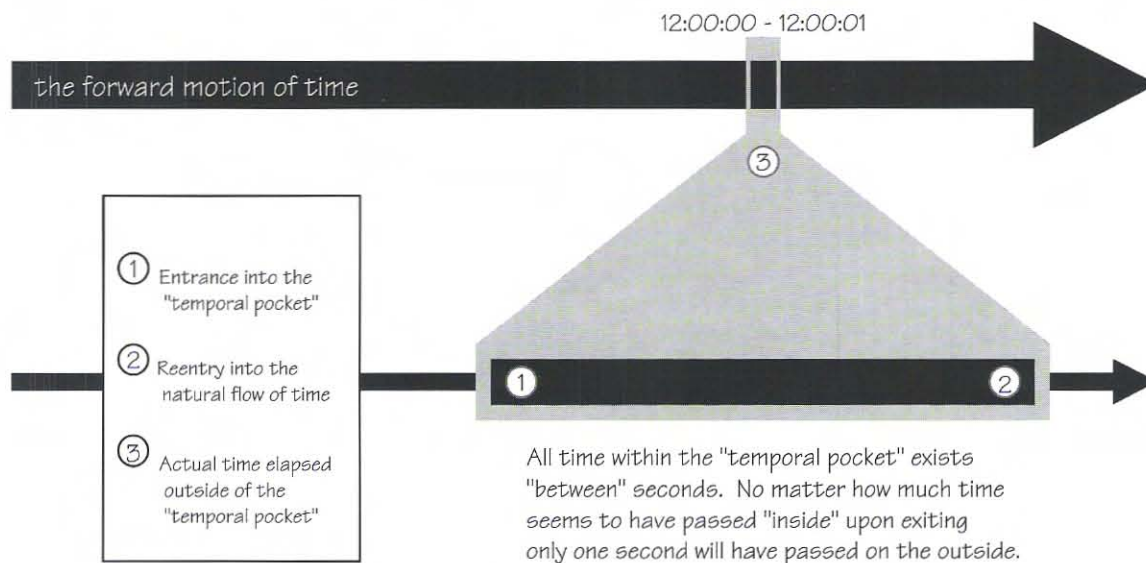 12:00:00 - 12:00:01
the forward motion of time
3
1 Entrance into the
"temporal pocket"
2 Reentry into the
natural flow of time
3 Actual time elapsed
outside of the
"temporal pocket"
1
2
All time within the "temporal pocket" exists
"between" seconds. No matter how much time
seems to have passed "inside" upon exiting
only one second will have passed on the outside.